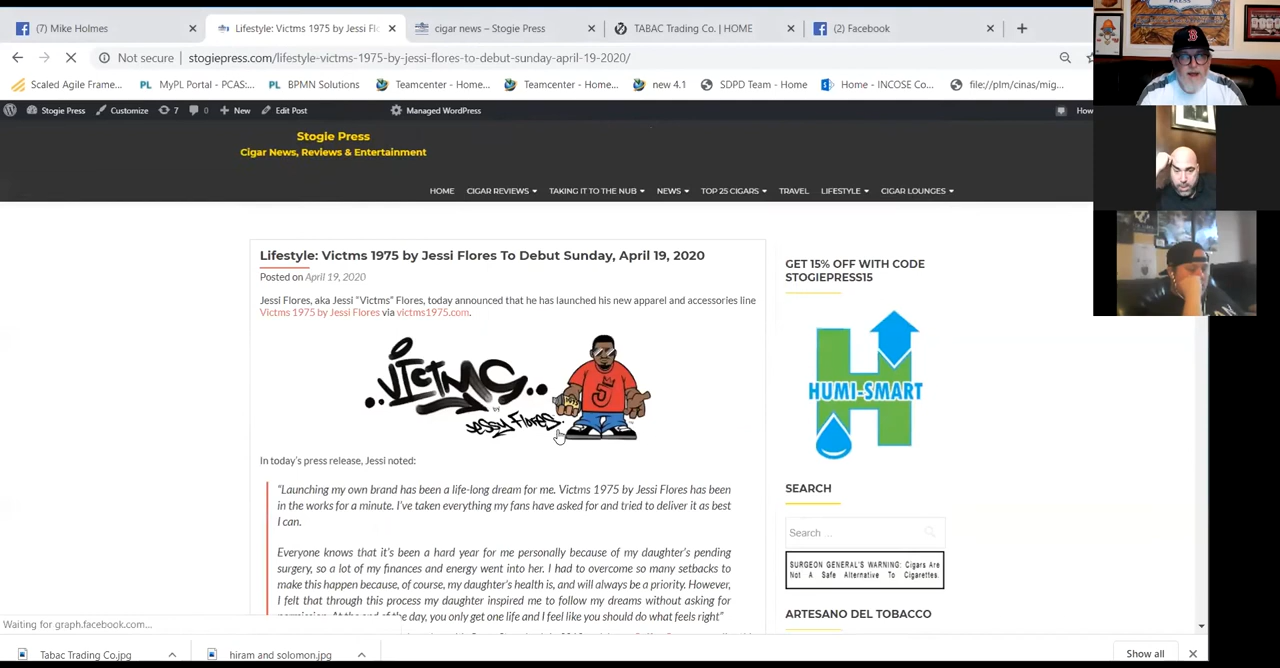 (7) Mike Holmes
Lifestyle: Victms 1975 by Jessi Fl
cigar news – Stogie Press
TABAC Trading Co. | HOME
(2) Facebook
Not secure
stogiepress.com/lifestyle-victms-1975-by-jessi-flores-to-debut-sunday-april-19-2020/
Scaled Agile Frame...
MyPL Portal - PCAS:...
BPMN Solutions
Teamcenter - Home...
Teamcenter - Home...
new 4.1
SDPD Team - Home
Home - INCOSE Co...
file://plm/cinas/mig...
Stogie Press
Customize
7
0
New
Edit Post
Managed WordPress
How
Stogie Press
Cigar News, Reviews & Entertainment
HOME
CIGAR REVIEWS
TAKING IT TO THE NUB
NEWS
TOP 25 CIGARS
TRAVEL
LIFESTYLE
CIGAR LOUNGES
Lifestyle: Victms 1975 by Jessi Flores To Debut Sunday, April 19, 2020
Posted on April 19, 2020
Jessi Flores, aka Jessi “Victms” Flores, today announced that he has launched his new apparel and accessories line
Victms 1975 by Jessi Flores via victms1975.com.
VICTMS
BY
JESSY FLORES
In today’s press release, Jessi noted:
“Launching my own brand has been a life-long dream for me. Victms 1975 by Jessi Flores has been
in the works for a minute. I’ve taken everything my fans have asked for and tried to deliver it as best
I can.
Everyone knows that it’s been a hard year for me personally because of my daughter’s pending
surgery, so a lot of my finances and energy went into her. I had to overcome so many setbacks to
make this happen because, of course, my daughter’s health is, and will always be a priority. However,
I felt that through this process my daughter inspired me to follow my dreams without asking for
the day, you only get one life and I feel like you should do what feels right”
GET 15% OFF WITH CODE
STOGIEPRESS15
H
HUMI-SMART
SEARCH
Search ..
SURGEON GENERAL'S WARNING: Cigars Are
Not A Safe Alternative To Cigarettes.
ARTESANO DEL TOBACCO
Waiting for graph.facebook.com...
Tabac Trading Co.jpg
hiram and solomon.jpg
Show all